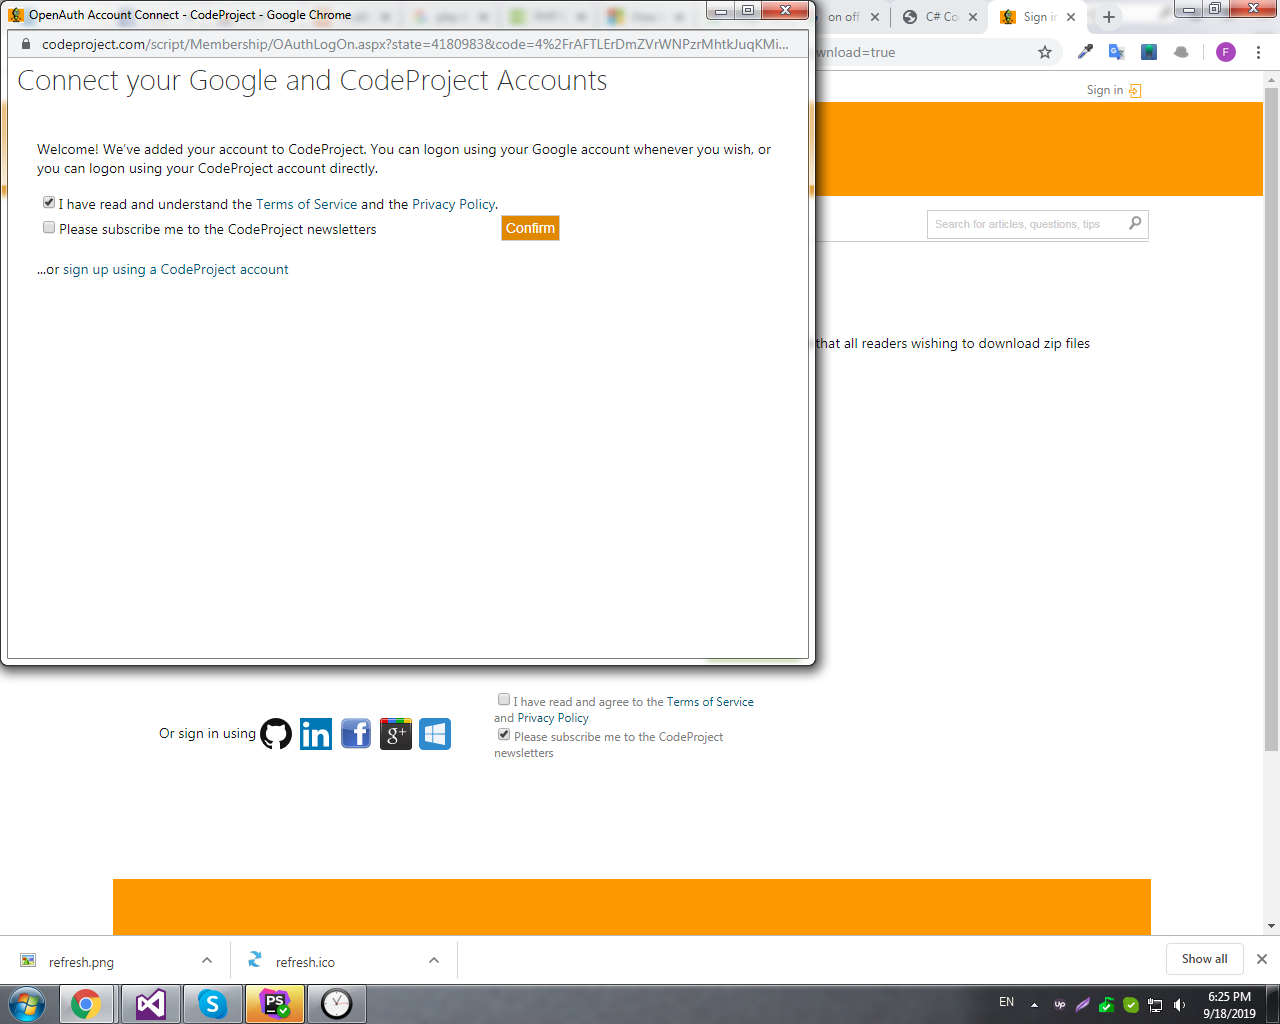 OpenAuth Account Connect - CodeProject - Google Chrome
codeproject.com/script/Membership/OAuthLogOn.aspx?state=4180983&code=4%2FrAFTLErDmZVrWNPzrMhtkJuqKMi...
on off
C# Co
Sign in
wnload=true
F
Connect your Google and CodeProject Accounts
Sign in
Welcome! We've added your account to CodeProject. You can logon using your Google account whenever you wish, or
you can logon using your CodeProject account directly.
I have read and understand the Terms of Service and the Privacy Policy.
Please subscribe me to the CodeProject newsletters
Confirm
...or sign up using a CodeProject account
Search for articles, questions, tips
that all readers wishing to download zip files
Or sign in using
g+
I have read and agree to the Terms of Service
and Privacy Policy
Please subscribe me to the CodeProject
newsletters
refresh.png
refresh.ico
Show all
S
PS
EN
up
6:25 PM
9/18/2019